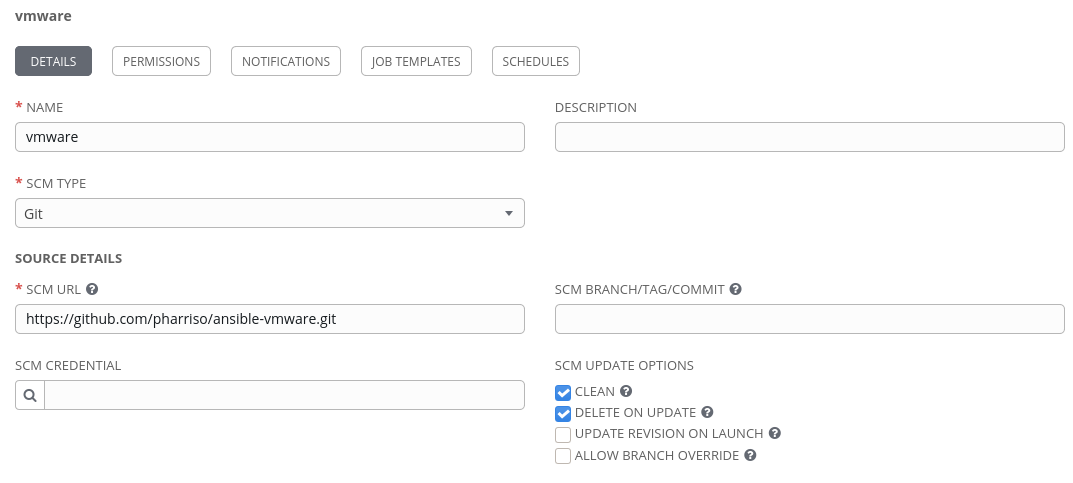 vmware
DETAILS PERMISSIONS NOTIFICATIONS JOB TEMPLATES SCHEDULES
* NAME
vmware
DESCRIPTION
* SCM TYPE
Git
SOURCE DETAILS
* SCM URL ?
https://github.com/pharriso/ansible-vmware.git
SCM BRANCH/TAG/COMMIT ?
SCM CREDENTIAL
SCM UPDATE OPTIONS
CLEAN ?
DELETE ON UPDATE ?
UPDATE REVISION ON LAUNCH ?
ALLOW BRANCH OVERRIDE ?